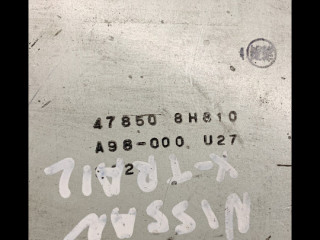 47850 8H810
A98-000 U27
2
NISSAN
X-TRAIL